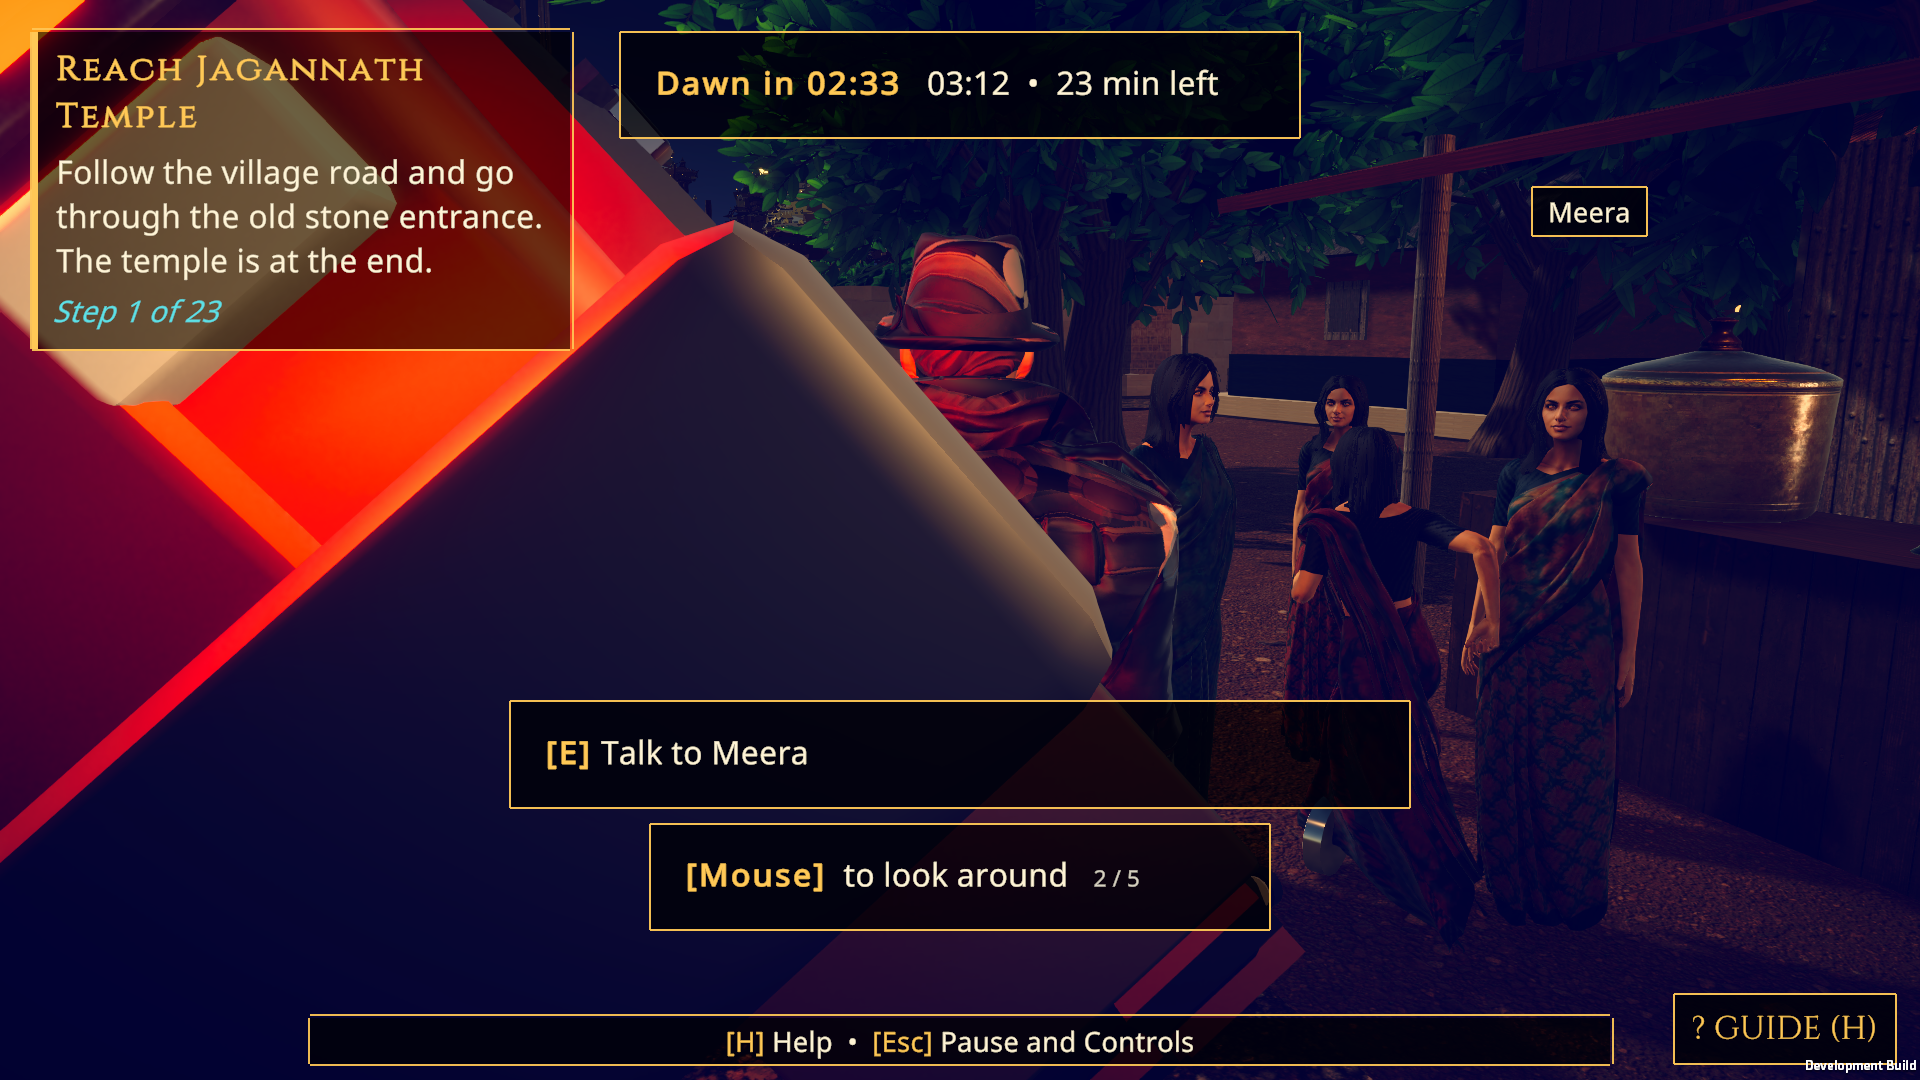 REACH JAGANNATH
TEMPLE
Follow the village road and go
through the old stone entrance.
The temple is at the end.
Step 1 of 23
Dawn in 02:33 03:12 • 23 min left
Meera
[E] Talk to Meera
[Mouse] to look around 2 / 5
[H] Help • [Esc] Pause and Controls
? GUIDE (H)
Development Build